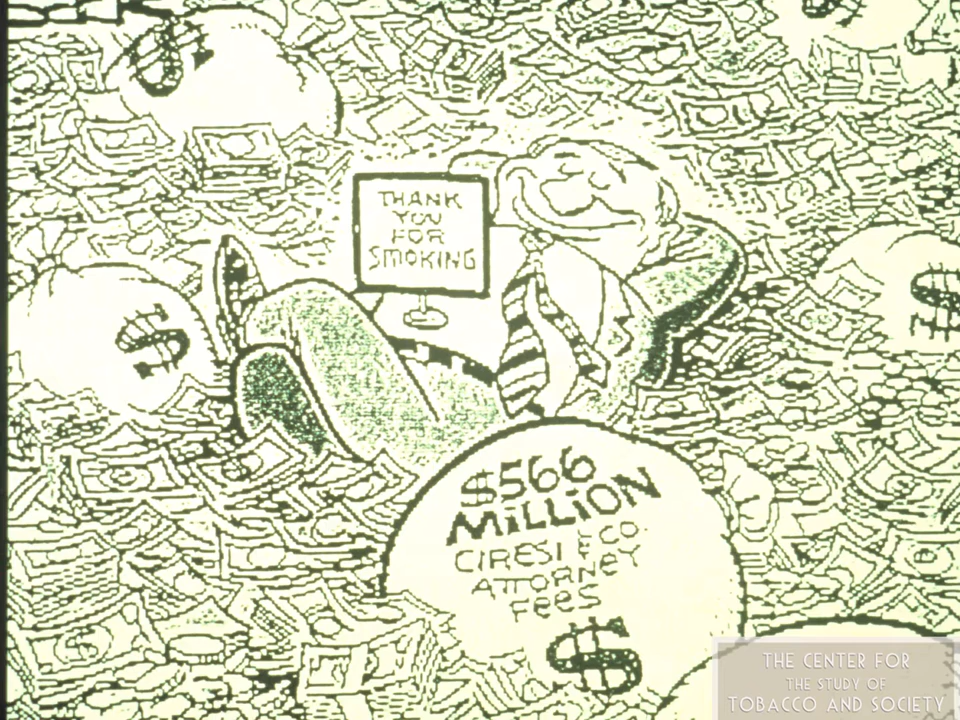 $
$
THANK
YOU
FOR
SMOKING
$
$566
MiLLiON
CIRESI & CO.
ATTORNEY
Fees
$
THE CENTER FOR
THE STUDY OF
TOBACCO AND SOCIETY